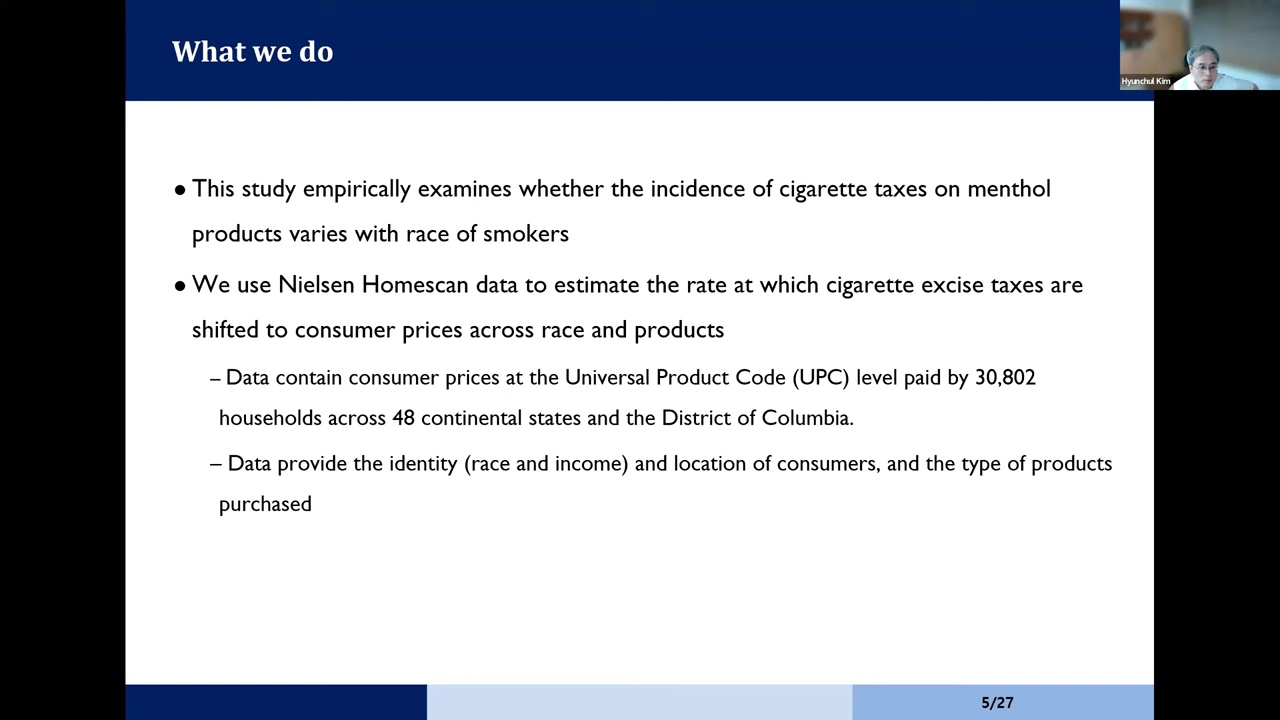 What we do
Hyunchul Kim
● This study empirically examines whether the incidence of cigarette taxes on menthol
products varies with race of smokers
● We use Nielsen Homescan data to estimate the rate at which cigarette excise taxes are
shifted to consumer prices across race and products
– Data contain consumer prices at the Universal Product Code (UPC) level paid by 30,802
households across 48 continental states and the District of Columbia.
– Data provide the identity (race and income) and location of consumers, and the type of products
purchased
5/27